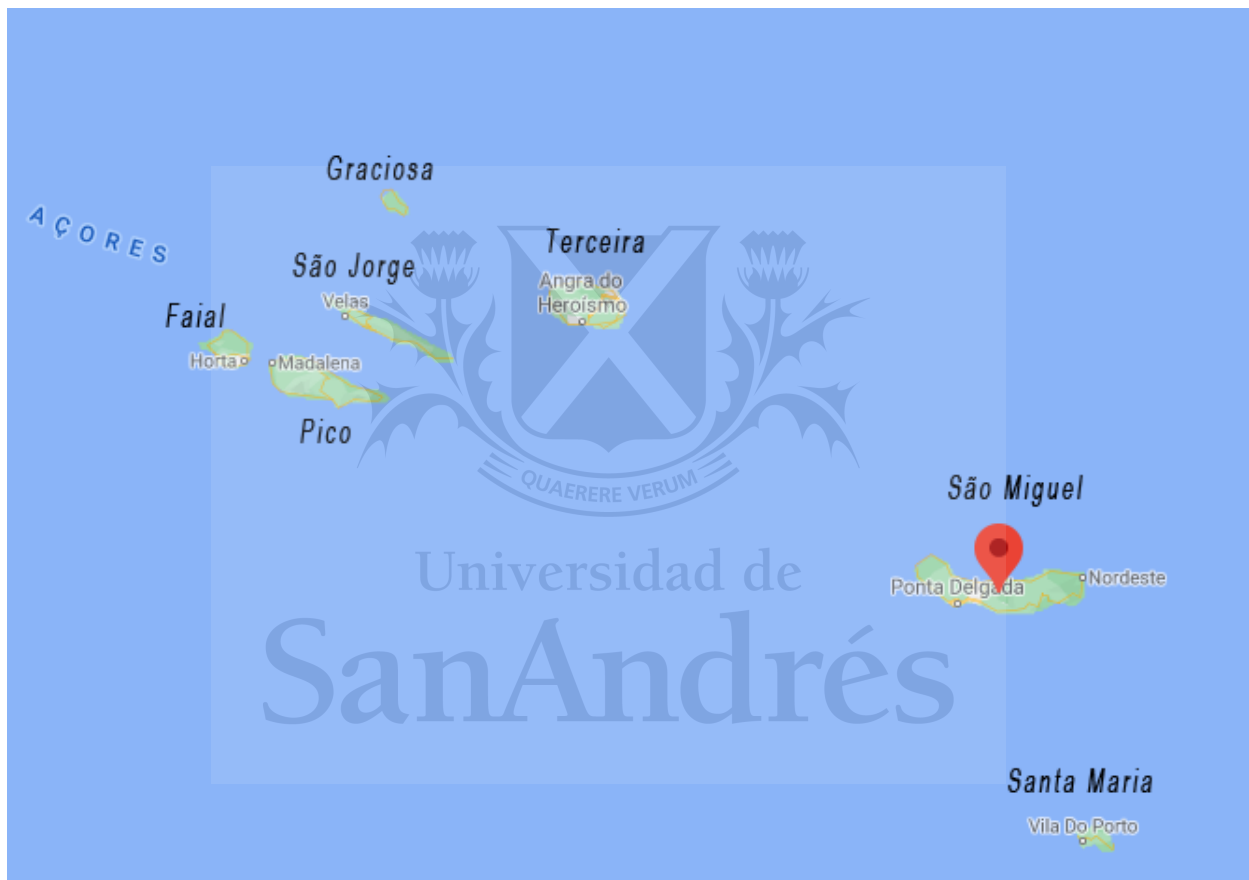 Graciosa
AÇORES
Terceira
São Jorge
Angra do
Heroísmo
Velas
Faial
Horta
Madalena
Pico
QUAERERE VERUM
São Miguel
Universidad de
Ponta Delgada
Nordeste
SanAndrés
Santa Maria
Vila Do Porto